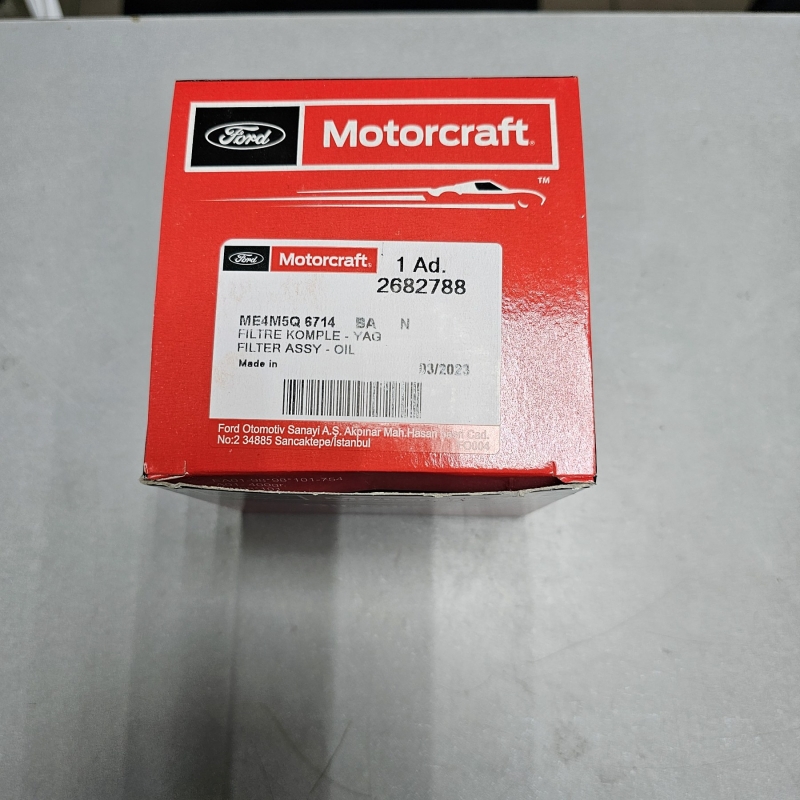 Ford Motorcraft®
TM
Ford Motorcraft® 1 Ad.
2682788
ME4M5Q 6714 BA N
FILTRE KOMPLE - YAG
FILTER ASSY - OIL
Made in 03/2023
Ford Otomotiv Sanayi A.Ş. Akpınar Mah.Hasan Cad.
No:2 34885 Sancaktepe/İstanbul